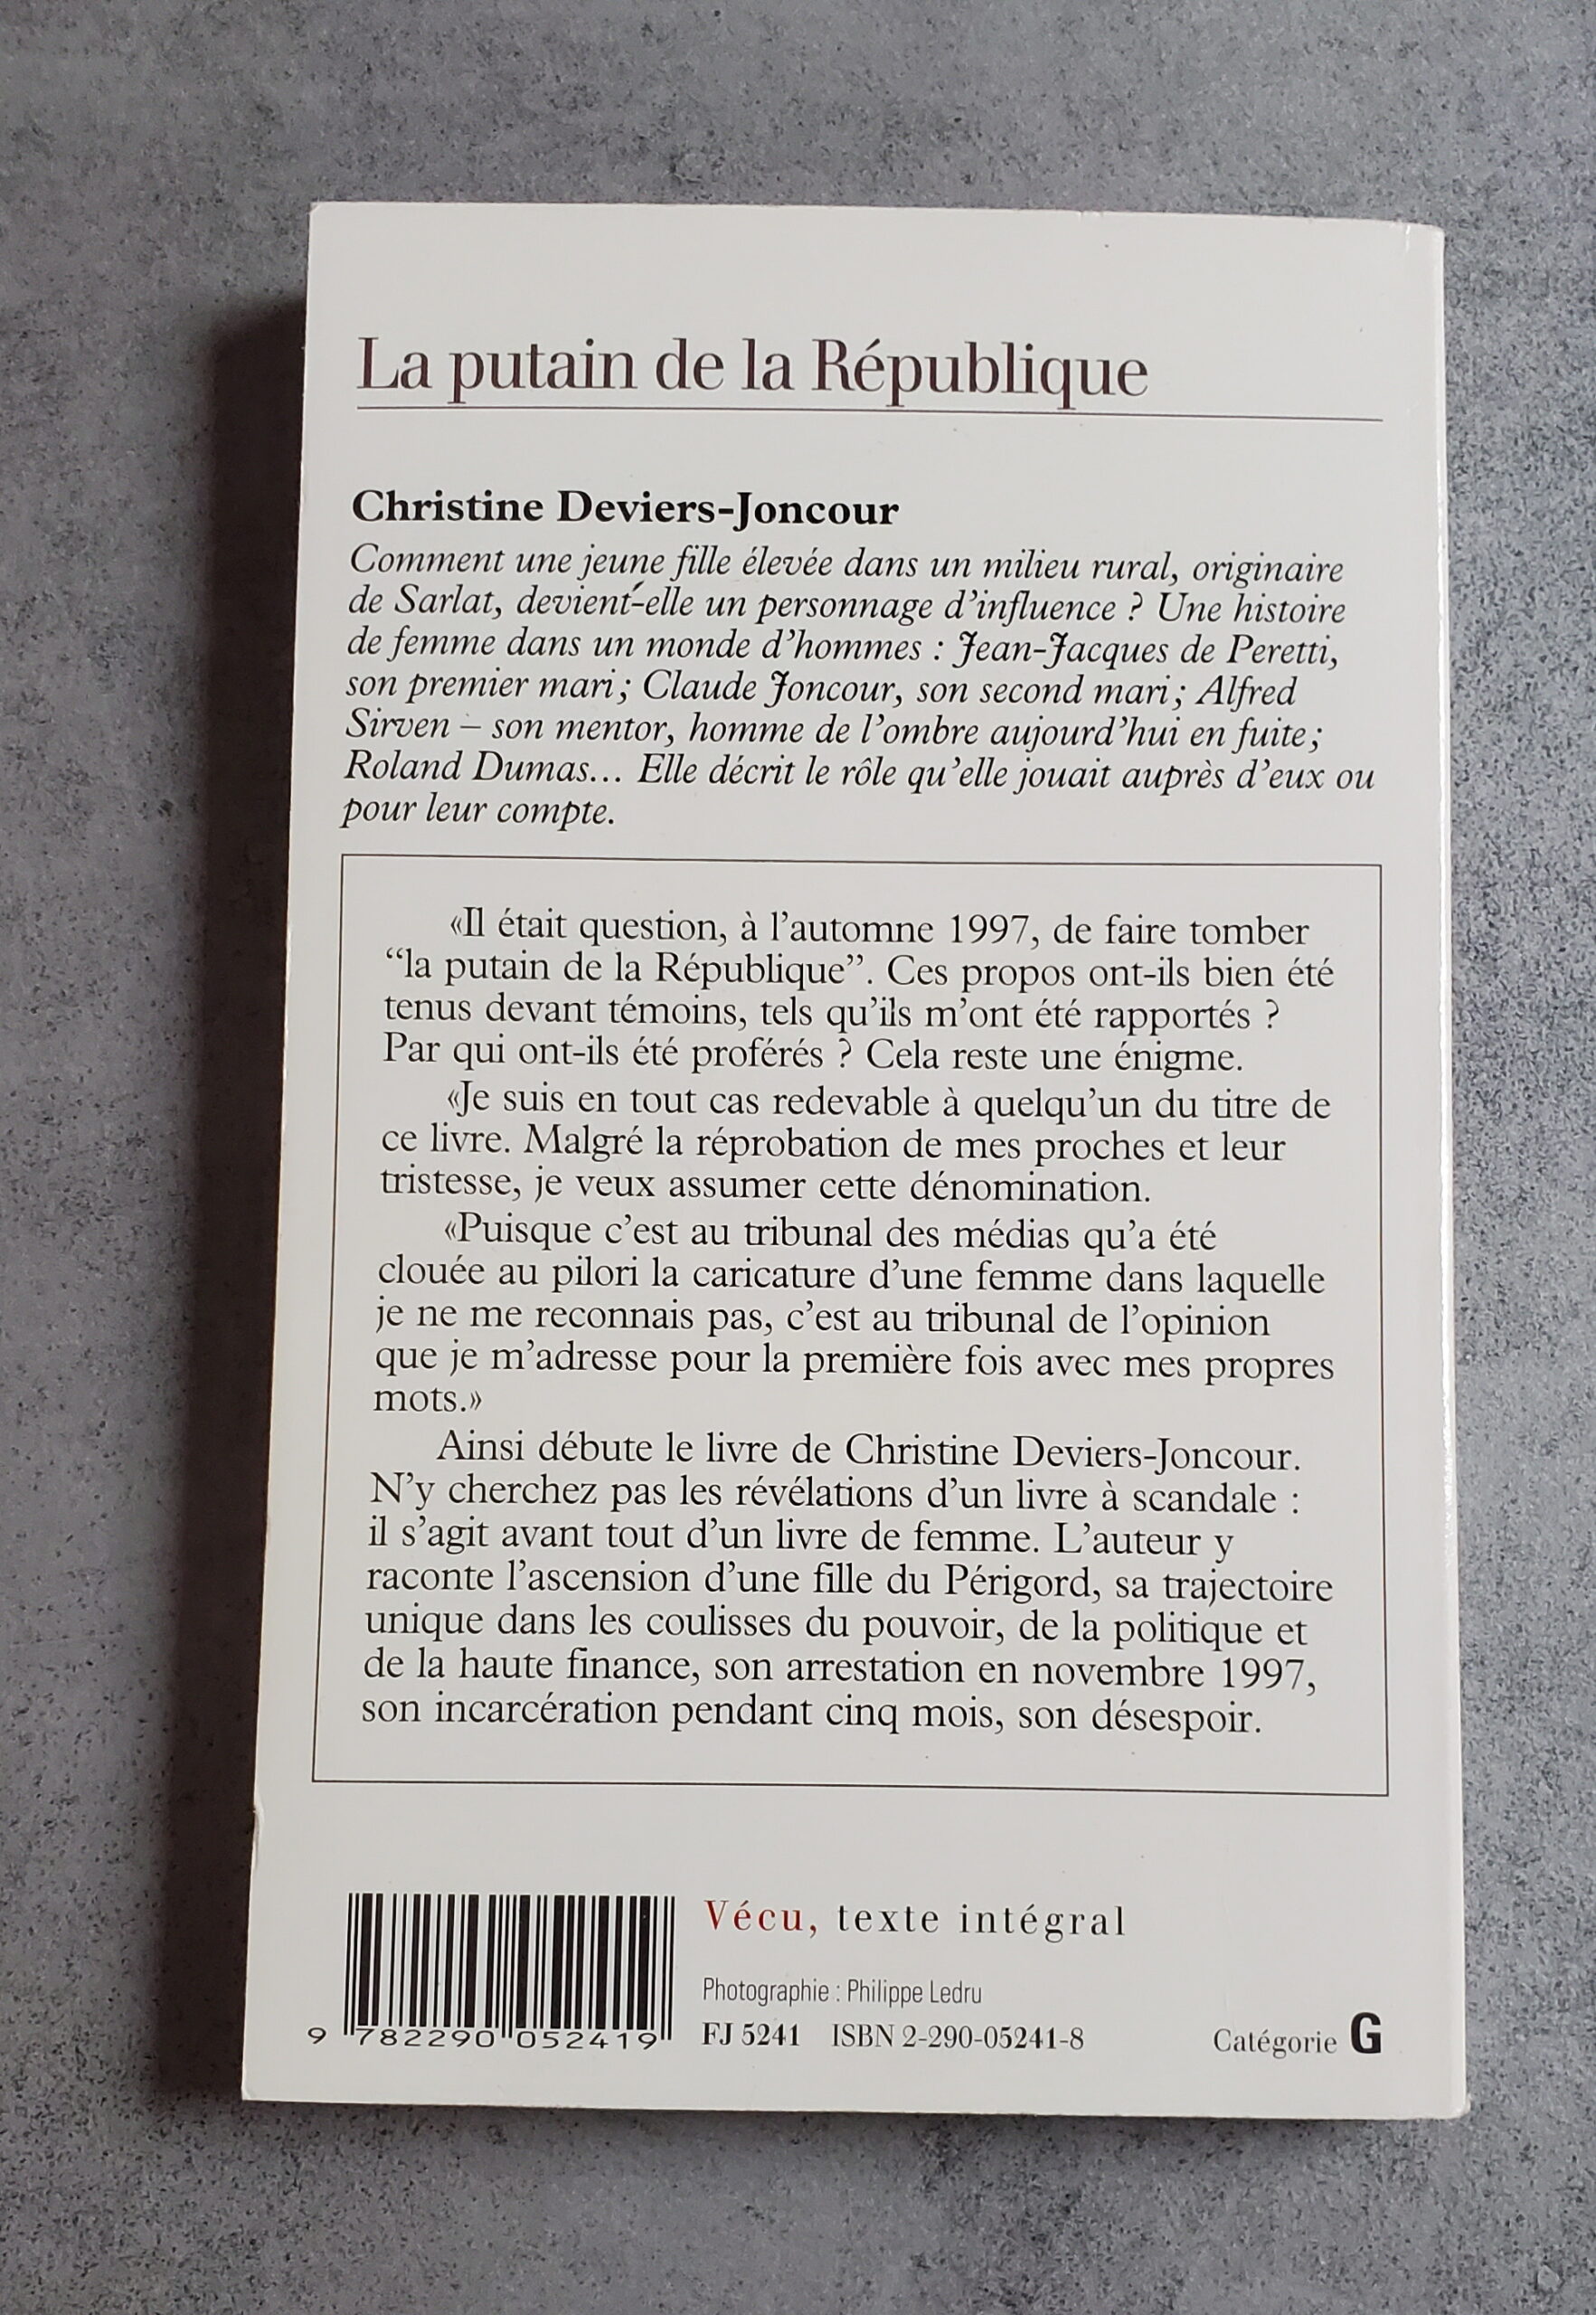 La putain de la République
Christine Deviers-Joncour
Comment une jeune fille élevée dans un milieu rural, originaire
de Sarlat, devient-elle un personnage d'influence ? Une histoire
de femme dans un monde d'hommes : Jean-Jacques de Peretti,
son premier mari ; Claude Joncour, son second mari ; Alfred
Sirven – son mentor, homme de l'ombre aujourd'hui en fuite ;
Roland Dumas... Elle décrit le rôle qu'elle jouait auprès d'eux ou
pour leur compte.
«Il était question, à l'automne 1997, de faire tomber
“la putain de la République”. Ces propos ont-ils bien été
tenus devant témoins, tels qu'ils m'ont été rapportés ?
Par qui ont-ils été proférés ? Cela reste une énigme.
«Je suis en tout cas redevable à quelqu'un du titre de
ce livre. Malgré la réprobation de mes proches et leur
tristesse, je veux assumer cette dénomination.
«Puisque c'est au tribunal des médias qu'a été
clouée au pilori la caricature d'une femme dans laquelle
je ne me reconnais pas, c'est au tribunal de l'opinion
que je m'adresse pour la première fois avec mes propres
mots.»
Ainsi débute le livre de Christine Deviers-Joncour.
N'y cherchez pas les révélations d'un livre à scandale :
il s'agit avant tout d'un livre de femme. L'auteur y
raconte l'ascension d'une fille du Périgord, sa trajectoire
unique dans les coulisses du pouvoir, de la politique et
de la haute finance, son arrestation en novembre 1997,
son incarcération pendant cinq mois, son désespoir.
Vécu, texte intégral
Photographie : Philippe Ledru
FJ 5241 ISBN 2-290-05241-8
Catégorie G
9 782290 052419